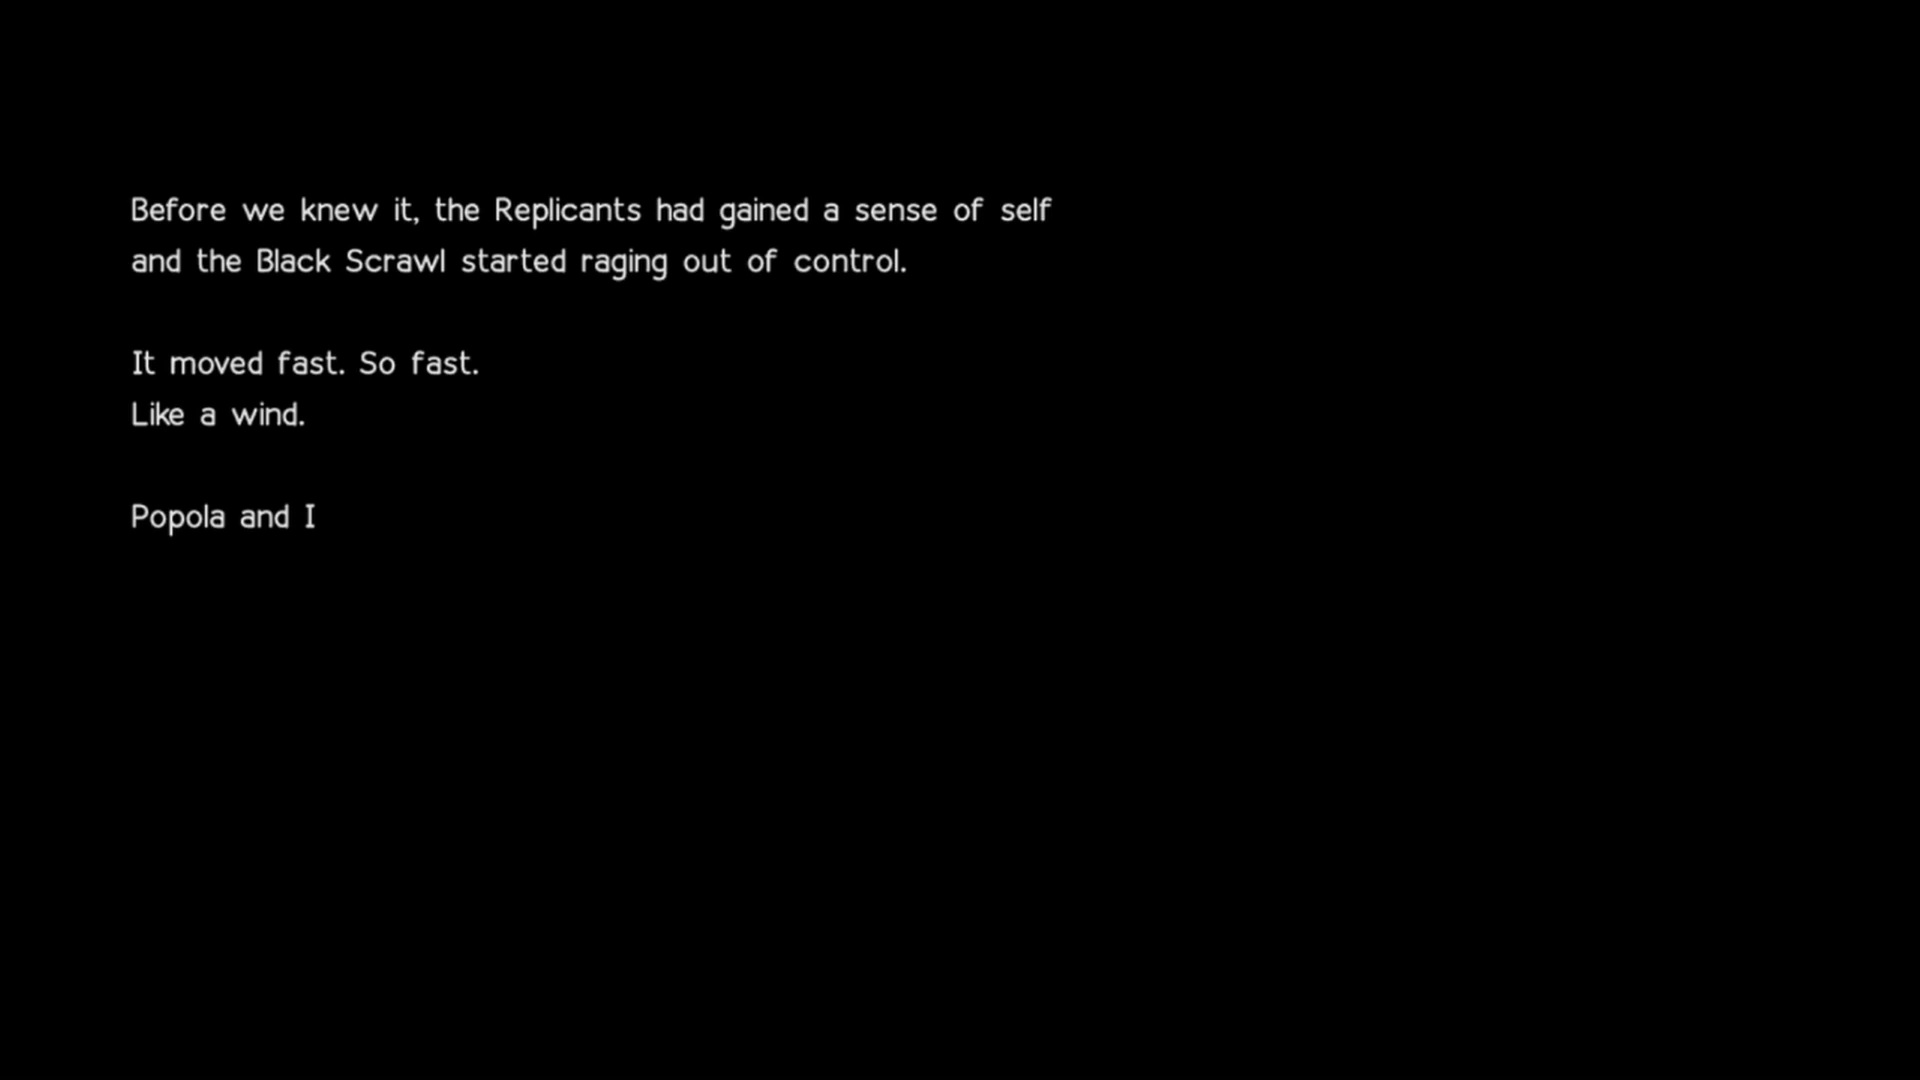 Before we knew it, the Replicants had gained a sense of self
and the Black Scrawl started raging out of control.
It moved fast. So fast.
Like a wind.
Popola and I